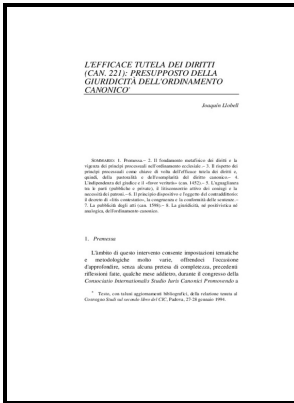 L'EFFICACE TUTELA DEI DIRITTI
(CAN. 221): PRESUPPOSTO DELLA
GIURIDICITÀ DELL'ORDINAMENTO
CANONICO*
Joaquín Llobell
SOMMARIO: 1. Premessa.– 2. Il fondamento metafisico dei diritti e la
vigenza dei principi processuali nell'ordinamento ecclesiale.– 3. Il rispetto dei
principi processuali come chiave di volta dell'efficace tutela dei diritti e,
quindi, della pastoralità e dell'esemplarità del diritto canonico.– 4.
L'indipendenza del giudice e il «favor veritatis» (can. 1452).– 5. L'uguaglianza
tra le parti (pubbliche e private), il litisconsorzio attivo dei coniugi e la
necessità dei patroni.– 6. Il principio dispositivo e l'oggetto del contraddittorio:
il decreto di «litis contestatio», la congruenza e la conformità delle sentenze.–
7. La pubblicità degli atti (can. 1598).– 8. La giuridicità, né positivistica né
analogica, dell'ordinamento canonico.
1. Premessa
L'àmbito di questo intervento consente impostazioni tematiche
e metodologiche molto varie, offrendoci l'occasione
d'approfondire, senza alcuna pretesa di completezza, precedenti
riflessioni fatte, qualche mese addietro, durante il congresso della
Consociatio Internationalis Studio Iuris Canonici Promovendo a
* Testo, con taluni aggiornamenti bibliografici, della relazione tenuta al
Convegno Studi sul secondo libro del CIC, Padova, 27-28 gennaio 1994.